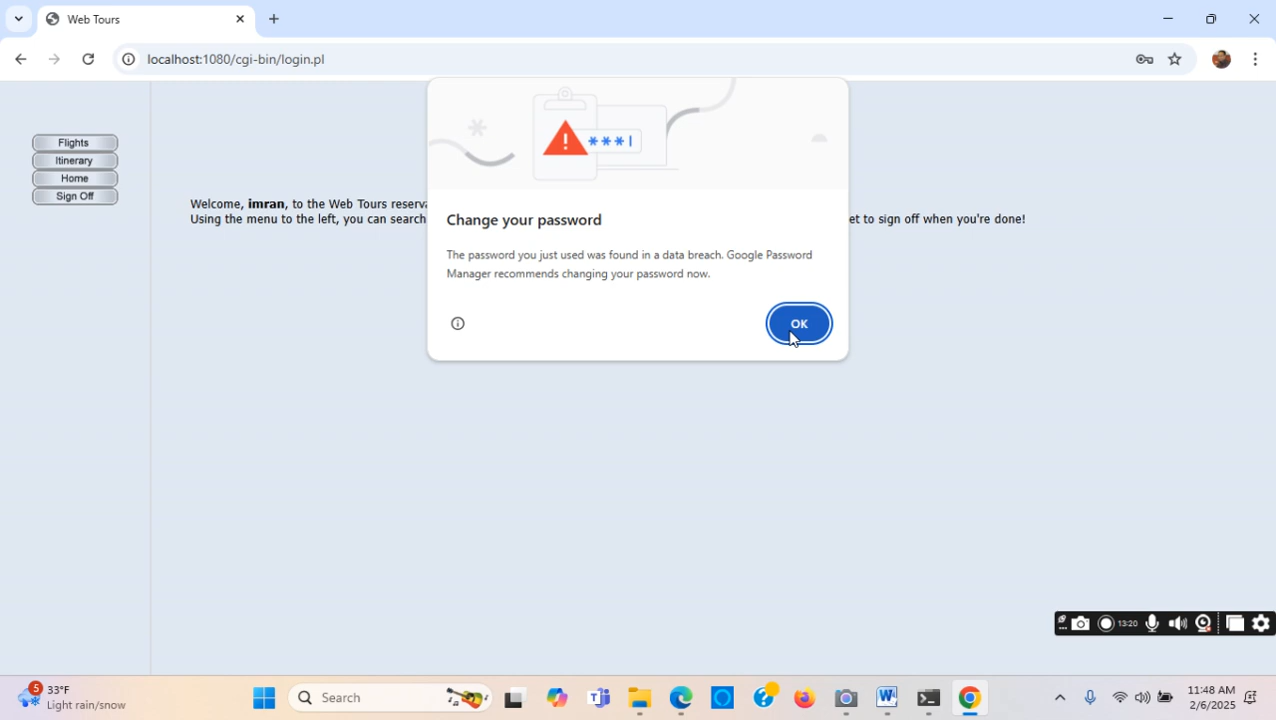 Web Tours
localhost:1080/cgi-bin/login.pl
Flights
Itinerary
Home
Sign Off
Welcome, imran, to the Web Tours reserva
Using the menu to the left, you can search
et to sign off when you're done!
***|
Change your password
The password you just used was found in a data breach. Google Password
Manager recommends changing your password now.
OK
13:20
5
33°F
Light rain/snow
Search
11:48 AM
2/6/2025